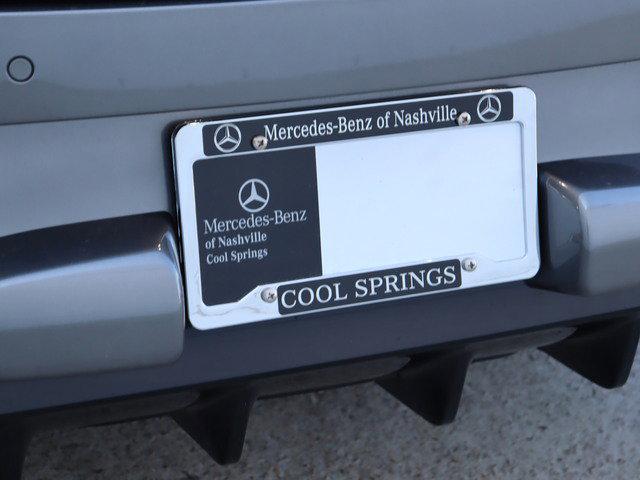 Mercedes-Benz of Nashville
Mercedes-Benz
of Nashville
Cool Springs
COOL SPRINGS